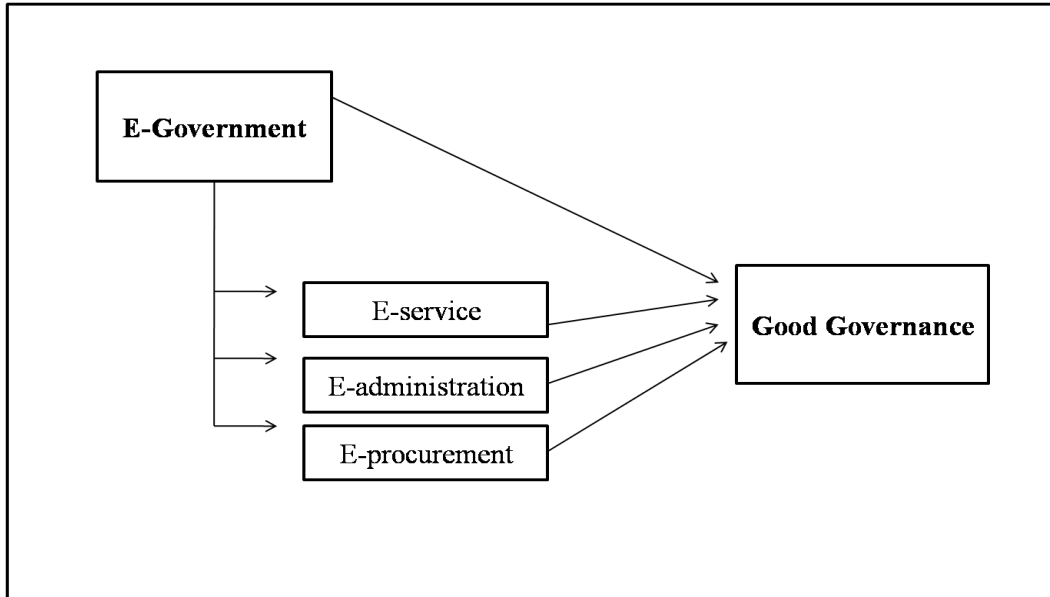 E-Government
E-service
Good Governance
E-administration
E-procurement